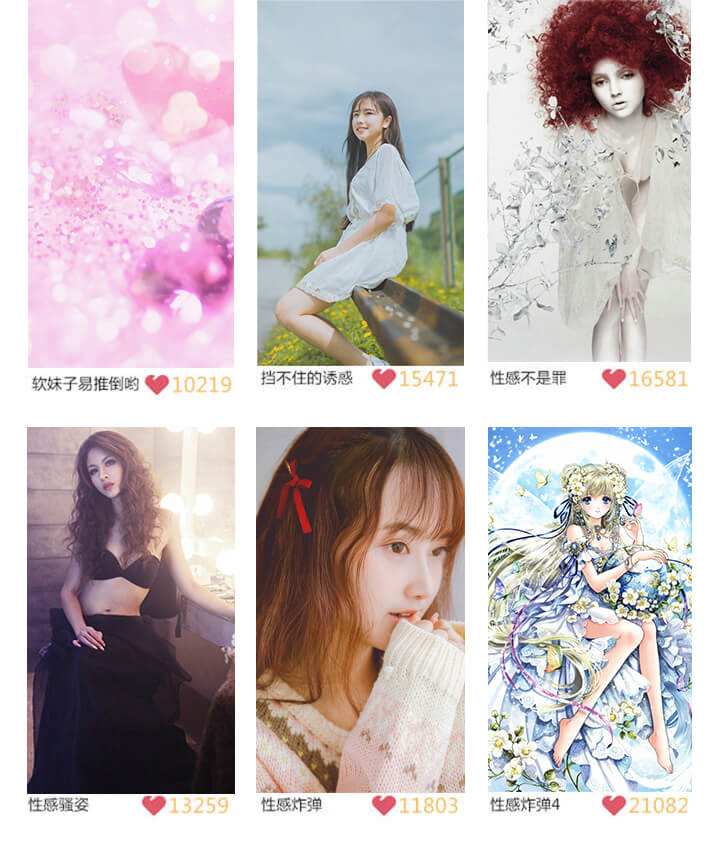 软妹子易推倒哟 10219
挡不住的诱惑 15471
性感不是罪 16581
性感骚姿 13259
性感炸弹 11803
性感炸弹4 21082